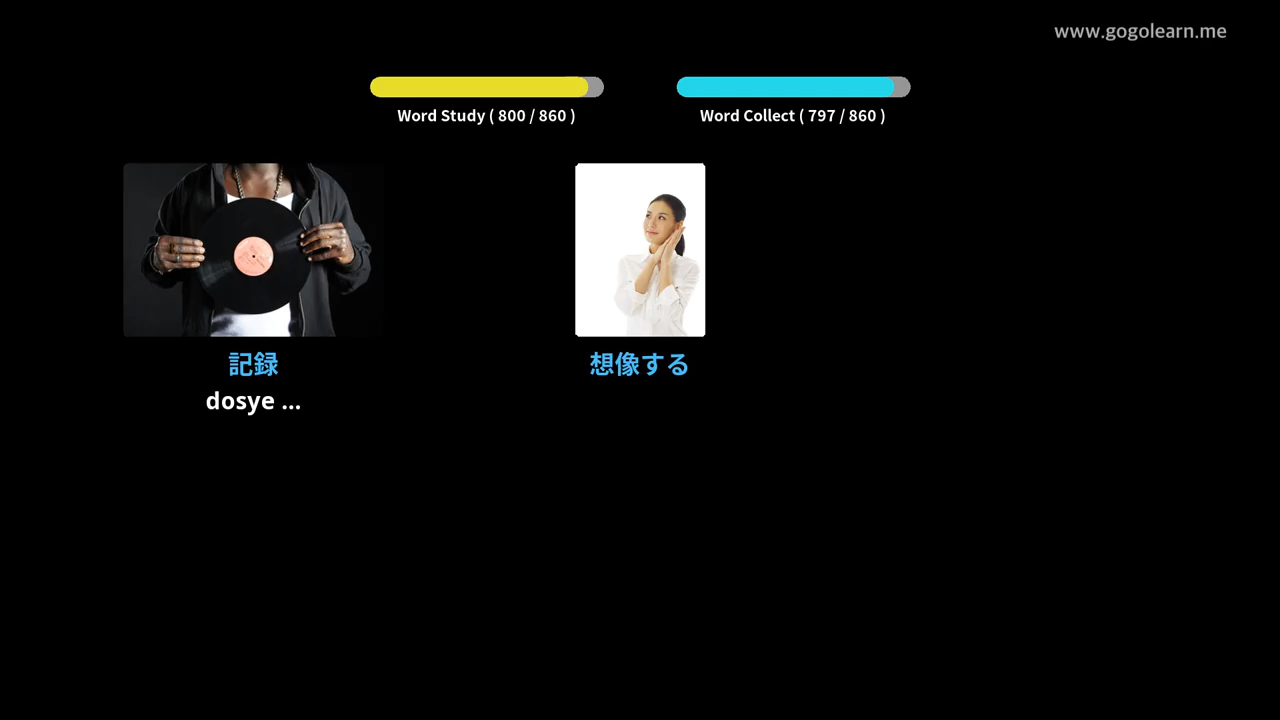 www.gogolearn.me
Word Study ( 800 / 860 )
Word Collect ( 797 / 860 )
記録
想像する
dosye ...